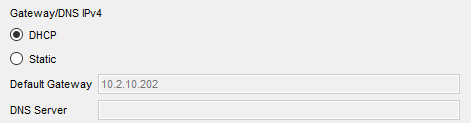 Gateway/DNS IPv4
DHCP
Static
Default Gateway 10.2.10.202
DNS Server